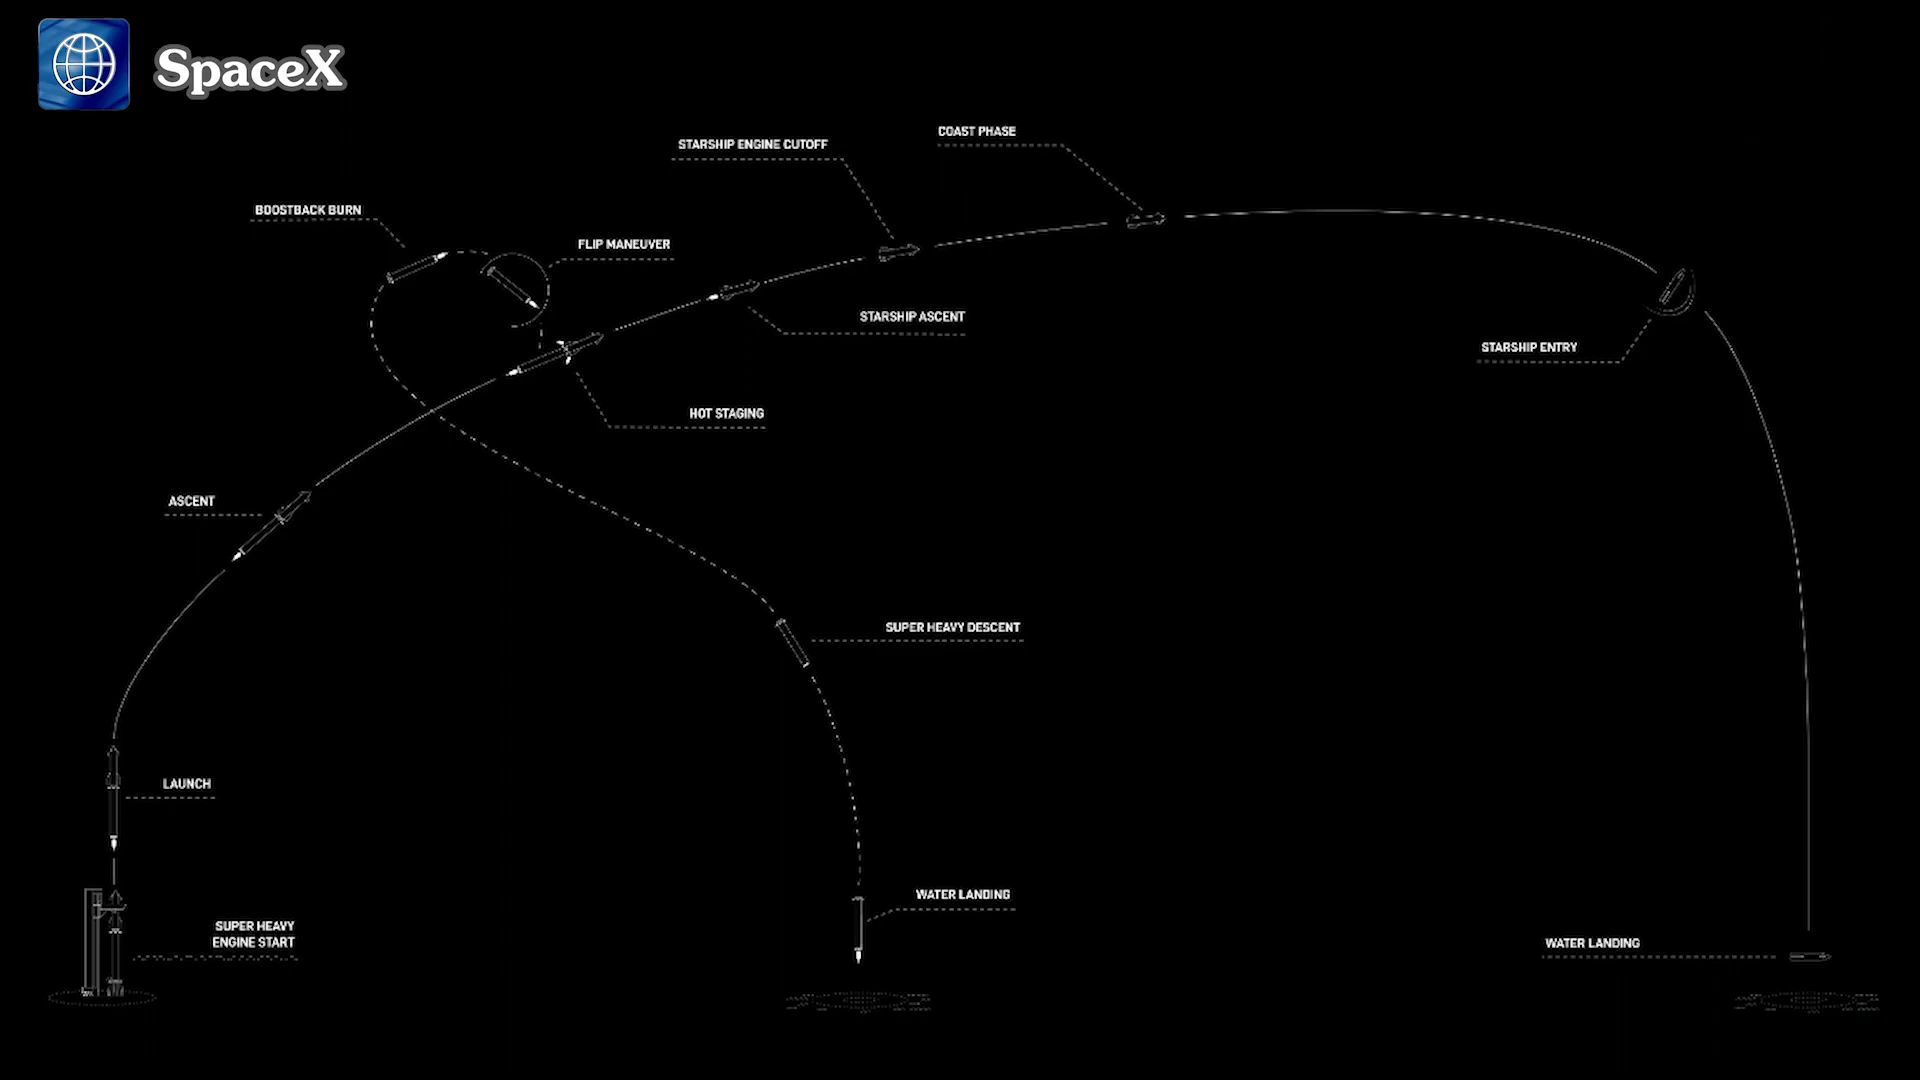 SpaceX
COAST PHASE
STARSHIP ENGINE CUTOFF
BOOSTBACK BURN
FLIP MANEUVER
STARSHIP ASCENT
STARSHIP ENTRY
HOT STAGING
ASCENT
SUPER HEAVY DESCENT
LAUNCH
WATER LANDING
SUPER HEAVY
ENGINE START
WATER LANDING